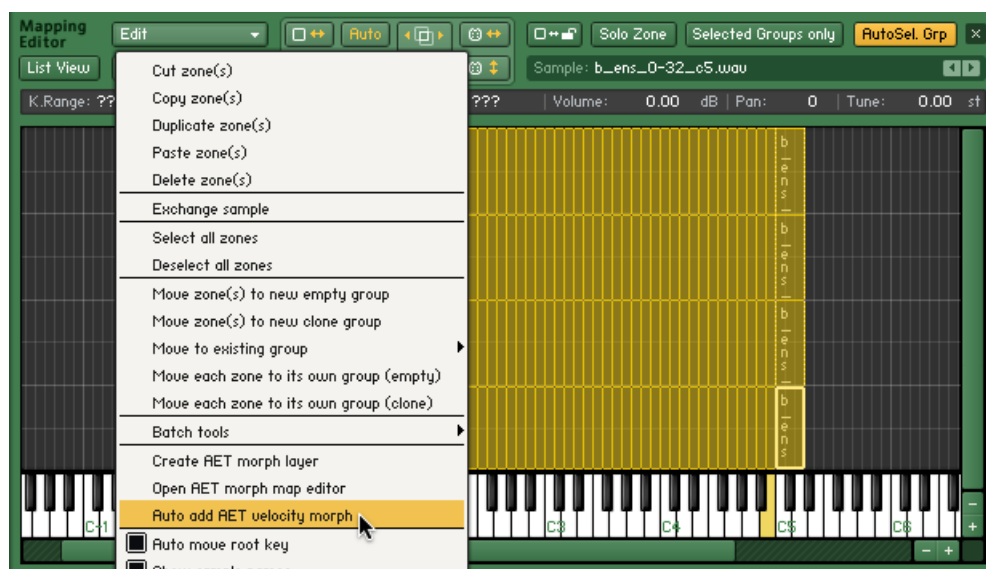 Mapping
Editor
Edit
Auto
Solo Zone
Selected Groups only
AutoSel. Grp
List View
Sample: b_ens_0-32_c5.wav
K.Range: ??
???
Volume: 0.00 dB
Pan: 0
Tune: 0.00 st
Cut zone(s)
Copy zone(s)
Duplicate zone(s)
Paste zone(s)
Delete zone(s)
Exchange sample
Select all zones
Deselect all zones
Move zone(s) to new empty group
Move zone(s) to new clone group
Move to existing group
Move each zone to its own group (empty)
Move each zone to its own group (clone)
Batch tools
Create AET morph layer
Open AET morph map editor
Auto add AET velocity morph
Auto move root key
b_ens_
b_ens_
b_ens_
b_ens
C-1
C3
C4
C5
C6